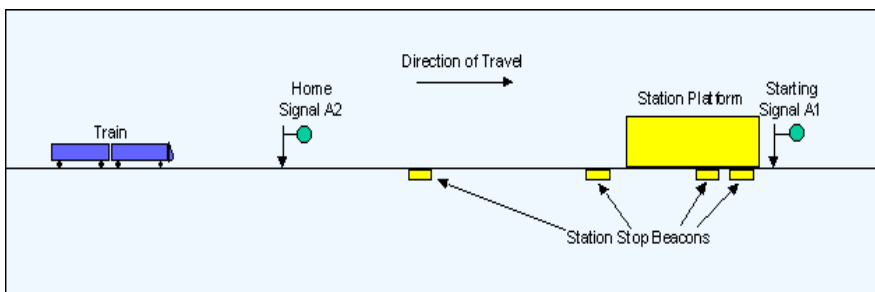 Direction of Travel
Home
Signal A2
Station Platform
Starting
Signal A1
Train
Station Stop Beacons